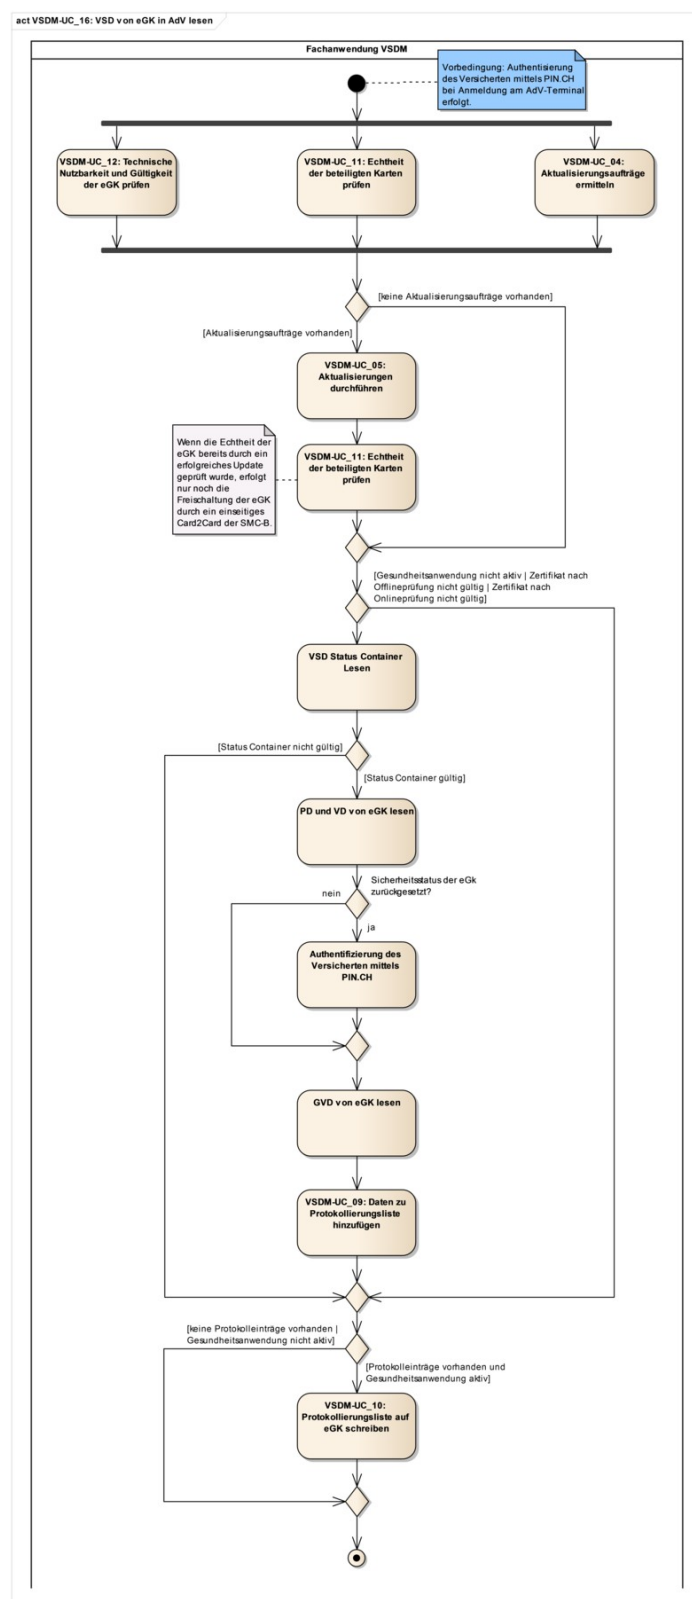 act VSDM-UC_16: VSD von eGK in AdV lesen
Fachanwendung VSDM
Vorbedingung: Authentisierung
des Versicherten mittels PIN.CH
bei Anmeldung am AdV-Terminal
erfolgt.
VSDM-UC_12: Technische
Nutzbarkeit und Gültigkeit
der eGK prüfen
VSDM-UC_11: Echtheit
der beteiligten Karten
prüfen
VSDM-UC_04:
Aktualisierungsaufträge
ermitteln
[keine Aktualisierungsaufträge vorhanden]
[Aktualisierungsaufträge vorhanden]
VSDM-UC_05:
Aktualisierungen
durchführen
Wenn die Echtheit der
eGK bereits durch ein
erfolgreiches Update
geprüft wurde, erfolgt
nur noch die
Freischaltung der eGK
durch ein einseitiges
Card2Card der SMC-B.
VSDM-UC_11: Echtheit
der beteiligten Karten
prüfen
[Gesundheitsanwendung nicht aktiv | Zertifikat nach
Offlineprüfung nicht gültig | Zertifikat nach
Onlineprüfung nicht gültig]
VSD Status Container
Lesen
[Status Container nicht gültig]
[Status Container gültig]
PD und VD von eGK lesen
Sicherheitsstatus der eGk
zurückgesetzt?
nein
ja
Authentifizierung des
Versicherten mittels
PIN.CH
GVD von eGK lesen
VSDM-UC_09: Daten zu
Protokollierungsliste
hinzufügen
[keine Protokolleinträge vorhanden |
Gesundheitsanwendung nicht aktiv]
[Protokolleinträge vorhanden und
Gesundheitsanwendung aktiv]
VSDM-UC_10:
Protokollierungsliste auf
eGK schreiben